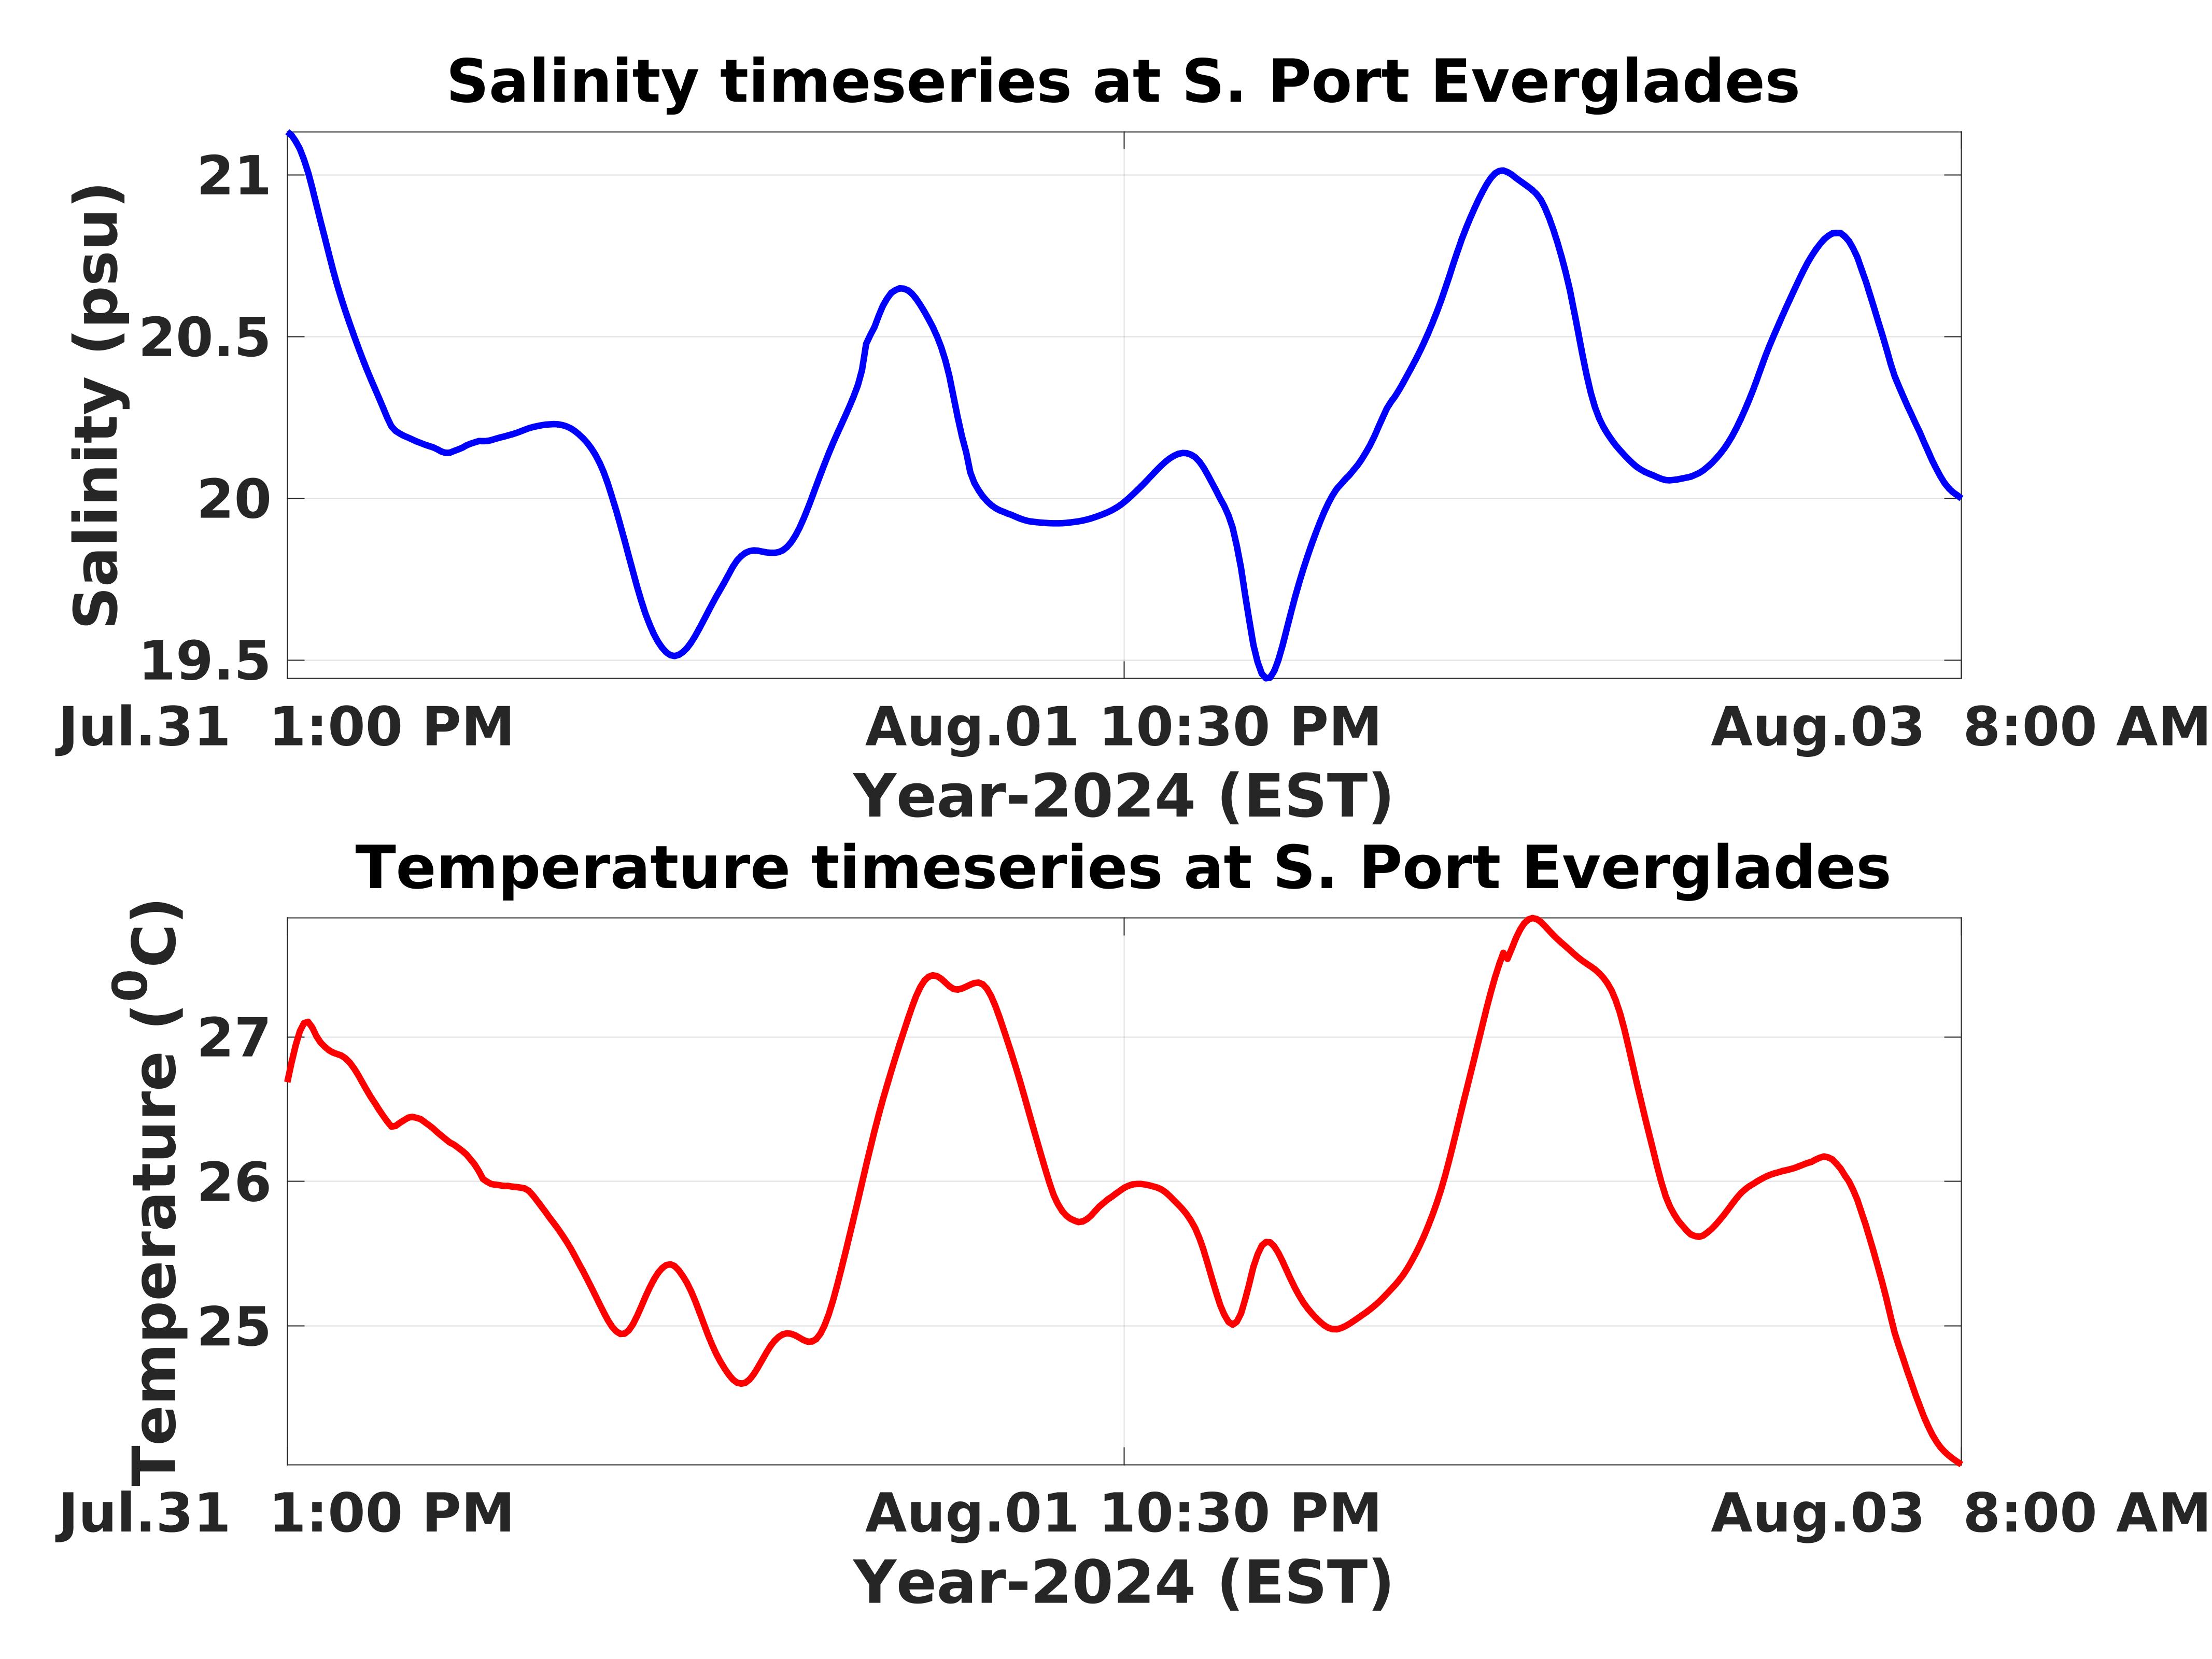 Salinity timeseries at S. Port Everglades
Salinity (psu)
21
20.5
20
19.5
Jul.31  1:00 PM
Aug.01 10:30 PM
Aug.03  8:00 AM
Year-2024 (EST)
Temperature timeseries at S. Port Everglades
Temperature (⁰C)
27
26
25
Jul.31  1:00 PM
Aug.01 10:30 PM
Aug.03  8:00 AM
Year-2024 (EST)